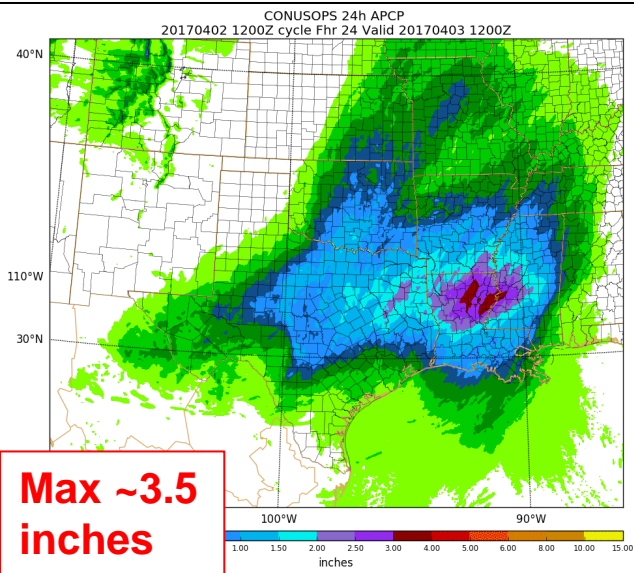 CONUSOPS 24h APCP
20170402 1200Z cycle Fhr 24 Valid 20170403 1200Z
40°N
110°W
30°N
Max ~3.5
inches
100°W 90°W
1.00 1.50 2.00 2.50 3.00 4.00 5.00 6.00 8.00 10.00 15.00
inches